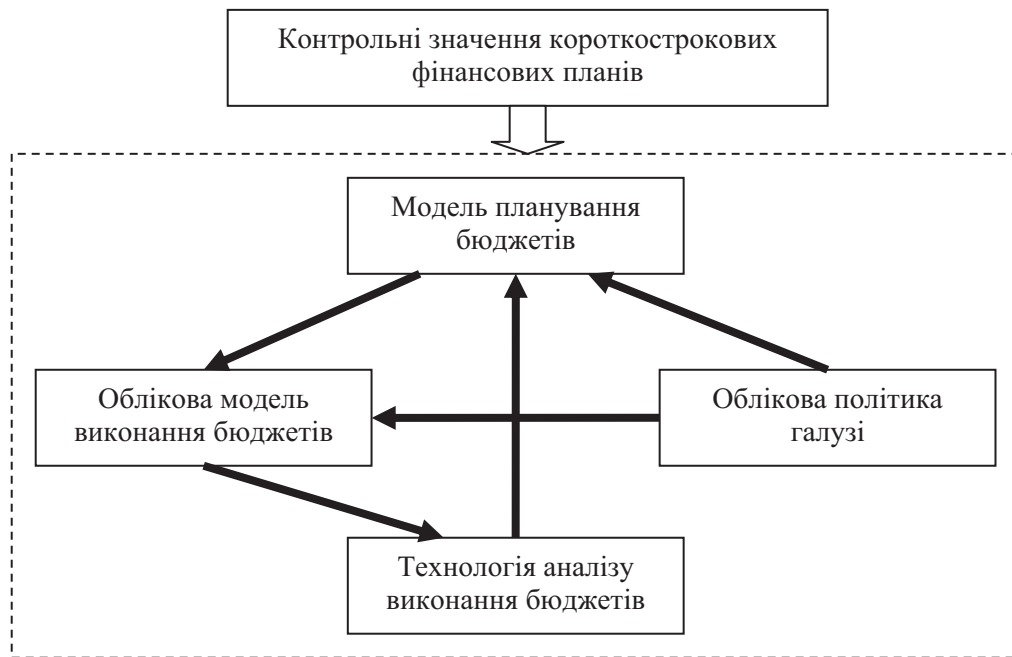 Контрольні значення короткострокових
фінансових планів
Модель планування
бюджетів
Облікова модель
виконання бюджетів
Облікова політика
галузі
Технологія аналізу
виконання бюджетів